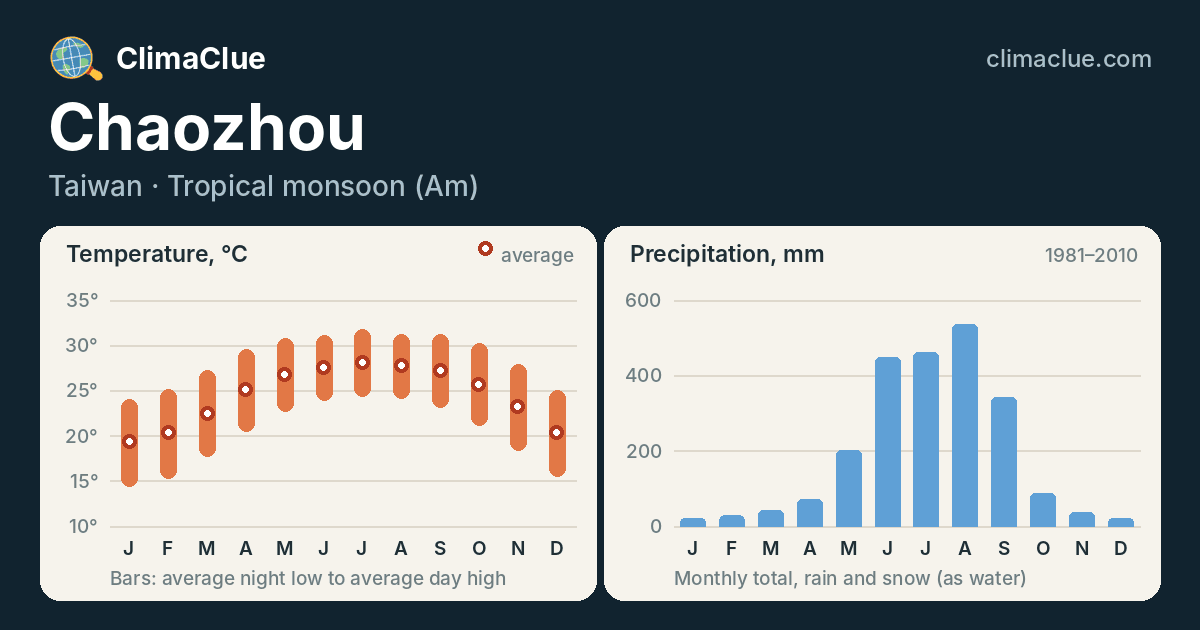 ClimaClue
climaclue.com
Chaozhou
Taiwan · Tropical monsoon (Am)
Temperature, °C
average
35°
30°
25°
20°
15°
10°
J F M A M J J A S O N D
Bars: average night low to average day high
Precipitation, mm
1981–2010
600
400
200
0
J F M A M J J A S O N D
Monthly total, rain and snow (as water)